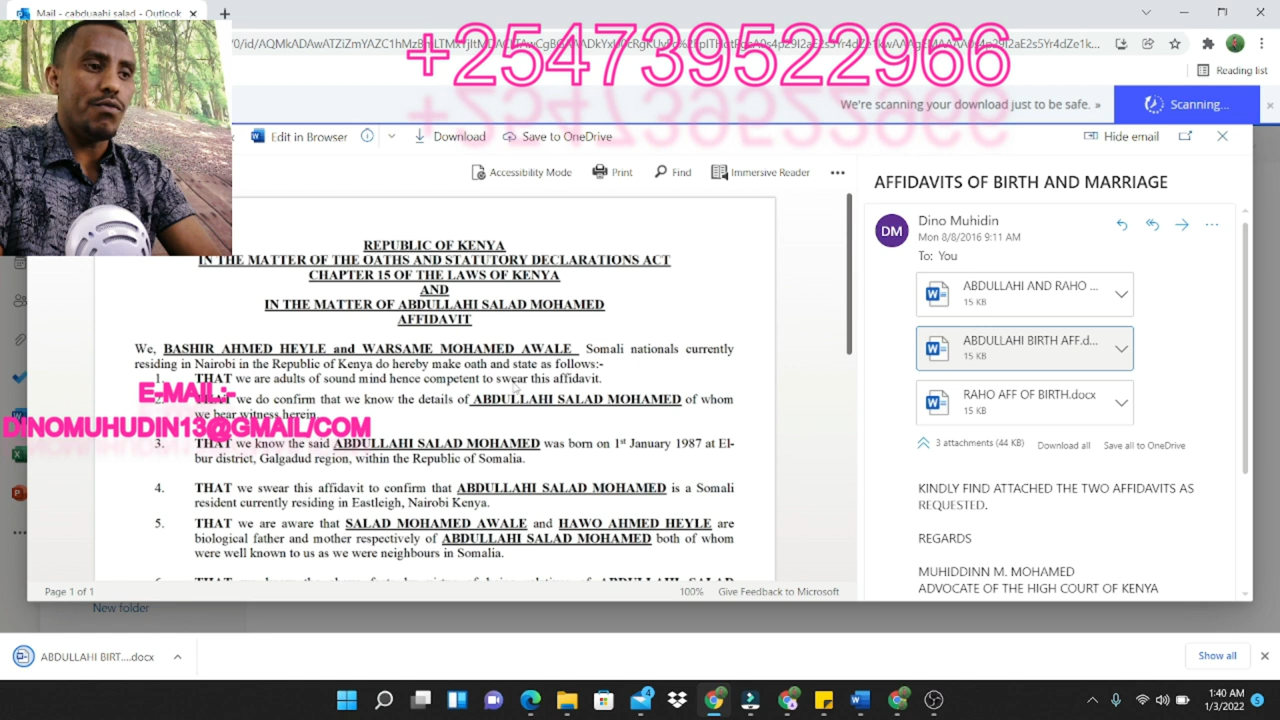 Mail - cabduaahi salad - Outlook
+254739522966
Reading list
We're scanning your download just to be safe. »
Scanning...
Edit in Browser
Download
Save to OneDrive
Hide email
Accessibility Mode
Print
Find
Immersive Reader
REPUBLIC OF KENYA
IN THE MATTER OF THE OATHS AND STATUTORY DECLARATIONS ACT
CHAPTER 15 OF THE LAWS OF KENYA
AND
IN THE MATTER OF ABDULLAHI SALAD MOHAMED
AFFIDAVIT
We, BASHIR AHMED HEYLE and WARSAME MOHAMED AWALE Somali nationals currently
residing in Nairobi in the Republic of Kenya do hereby make oath and state as follows:-
1. THAT we are adults of sound mind hence competent to swear this affidavit.
E-MAIL:-
2. THAT we do confirm that we know the details of ABDULLAHI SALAD MOHAMED of whom
we bear witness herein.
DINOMUHUDIN13@GMAIL/COM
3. THAT we know the said ABDULLAHI SALAD MOHAMED was born on 1st January 1987 at El-
bur district, Galgadud region, within the Republic of Somalia.
4. THAT we swear this affidavit to confirm that ABDULLAHI SALAD MOHAMED is a Somali
resident currently residing in Eastleigh, Nairobi Kenya.
5. THAT we are aware that SALAD MOHAMED AWALE and HAWO AHMED HEYLE are
biological father and mother respectively of ABDULLAHI SALAD MOHAMED both of whom
were well known to us as we were neighbours in Somalia.
Page 1 of 1
100%
Give Feedback to Microsoft
AFFIDAVITS OF BIRTH AND MARRIAGE
DM
Dino Muhidin
Mon 8/8/2016 9:11 AM
To: You
ABDULLAHI AND RAHO ...
15 KB
ABDULLAHI BIRTH AFF.d...
15 KB
RAHO AFF OF BIRTH.docx
15 KB
3 attachments (44 KB)
Download all
Save all to OneDrive
KINDLY FIND ATTACHED THE TWO AFFIDAVITS AS
REQUESTED.
REGARDS
MUHIDDINN M. MOHAMED
ADVOCATE OF THE HIGH COURT OF KENYA
New folder
ABDULLAHI BIRT....docx
Show all
4
1:40 AM
1/3/2022
5